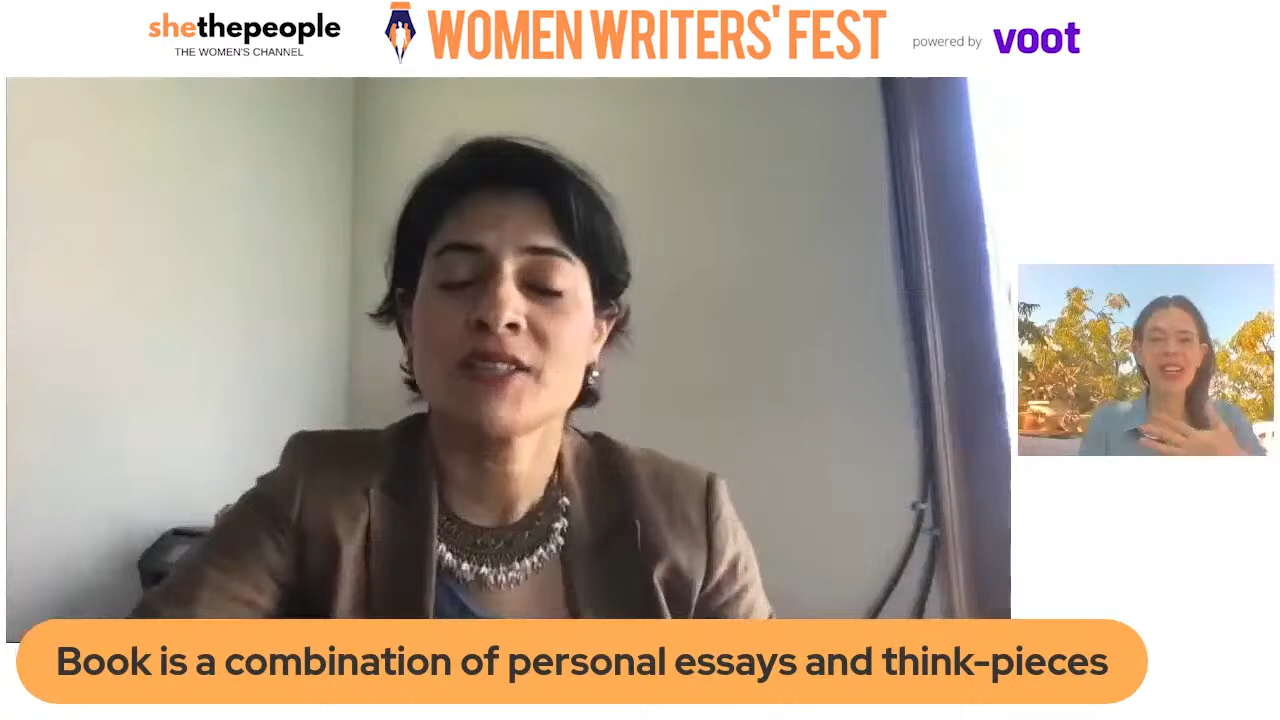 shethepeople
THE WOMEN'S CHANNEL
WOMEN WRITERS' FEST
powered by voot
Book is a combination of personal essays and think-pieces